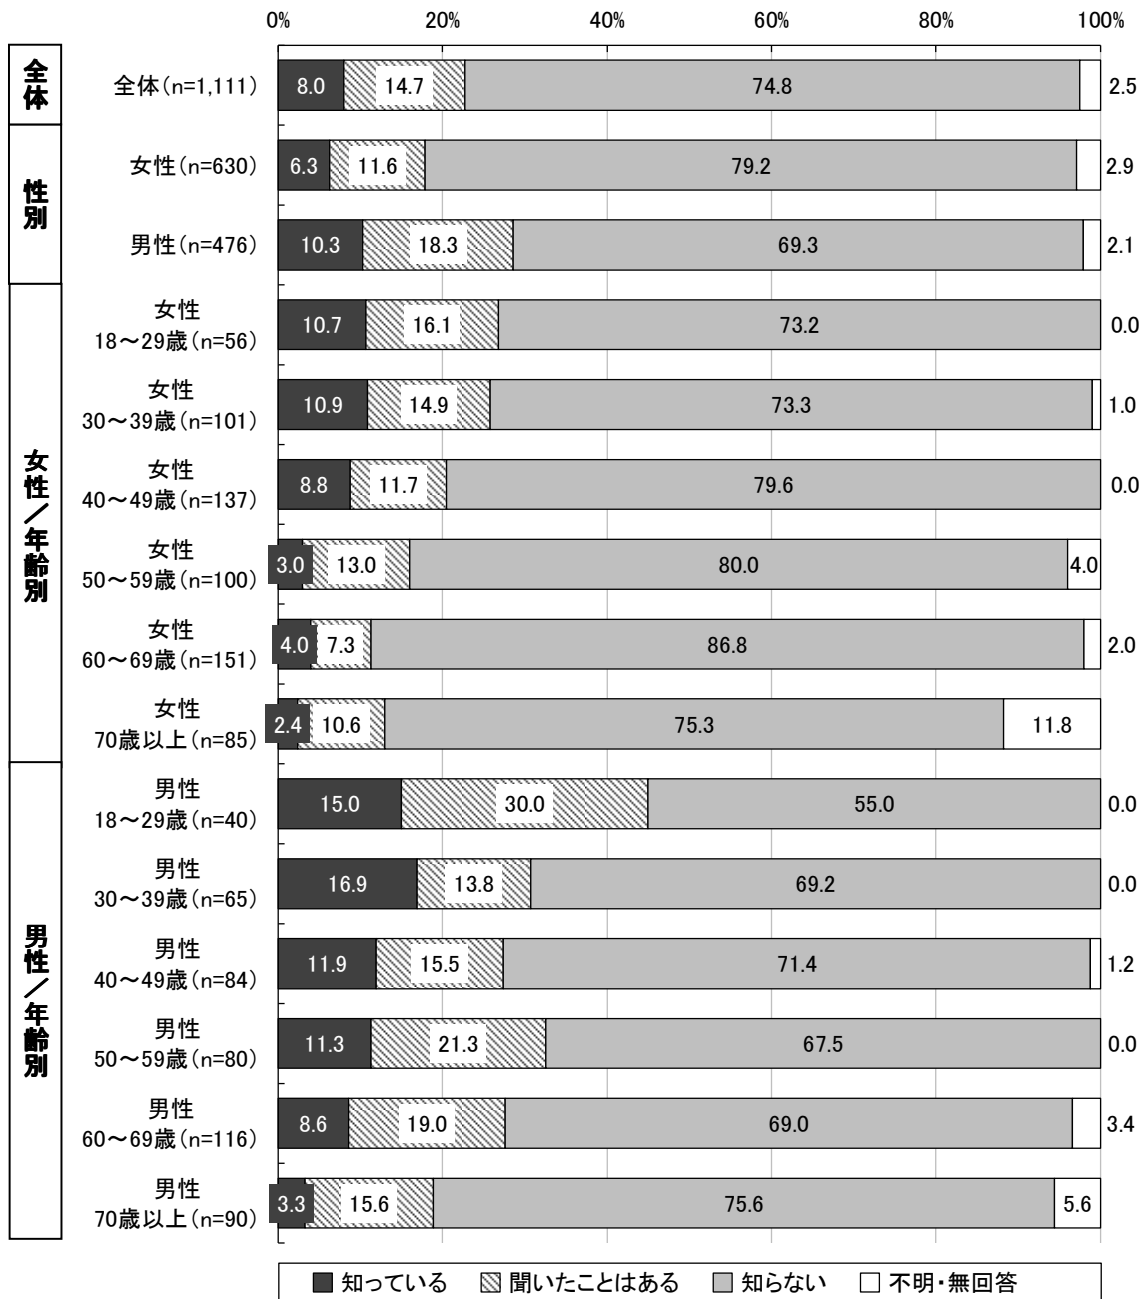 0% 20% 40% 60% 80% 100%
全体
全体(n=1,111) 8.0 14.7 74.8 2.5
性別
女性(n=630) 6.3 11.6 79.2 2.9
男性(n=476) 10.3 18.3 69.3 2.1
女性／年齢別
女性
18～29歳(n=56) 10.7 16.1 73.2 0.0
女性
30～39歳(n=101) 10.9 14.9 73.3 1.0
女性
40～49歳(n=137) 8.8 11.7 79.6 0.0
女性
50～59歳(n=100) 3.0 13.0 80.0 4.0
女性
60～69歳(n=151) 4.0 7.3 86.8 2.0
女性
70歳以上(n=85) 2.4 10.6 75.3 11.8
男性／年齢別
男性
18～29歳(n=40) 15.0 30.0 55.0 0.0
男性
30～39歳(n=65) 16.9 13.8 69.2 0.0
男性
40～49歳(n=84) 11.9 15.5 71.4 1.2
男性
50～59歳(n=80) 11.3 21.3 67.5 0.0
男性
60～69歳(n=116) 8.6 19.0 69.0 3.4
男性
70歳以上(n=90) 3.3 15.6 75.6 5.6
知っている 聞いたことはある 知らない 不明・無回答